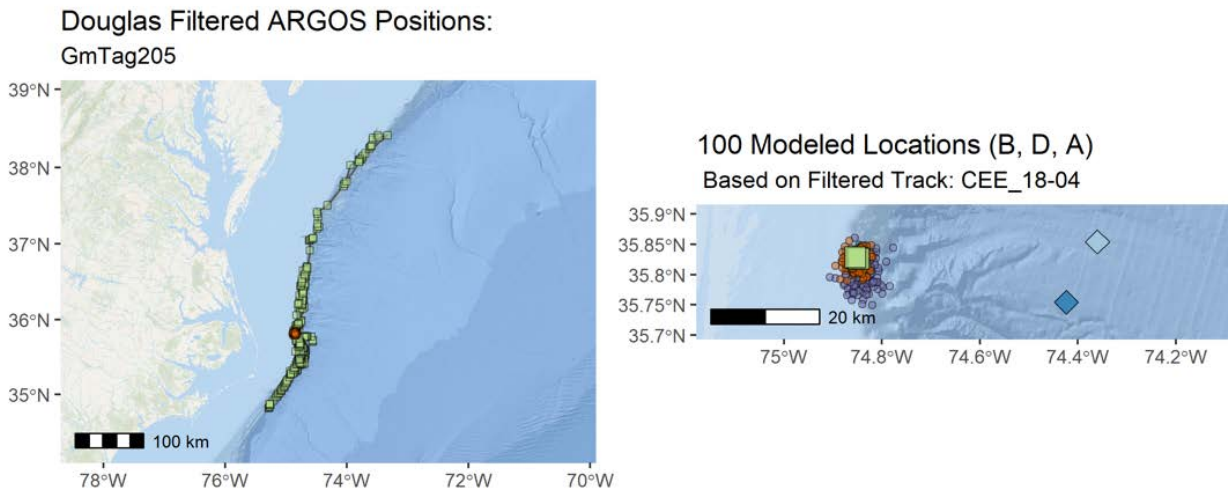 Douglas Filtered ARGOS Positions:
GmTag205
39°N
38°N
37°N
36°N
35°N
100 km
78°W
76°W
74°W
72°W
70°W
100 Modeled Locations (B, D, A)
Based on Filtered Track: CEE_18-04
35.9°N
35.85°N
35.8°N
35.75°N
35.7°N
20 km
75°W
74.8°W
74.6°W
74.4°W
74.2°W